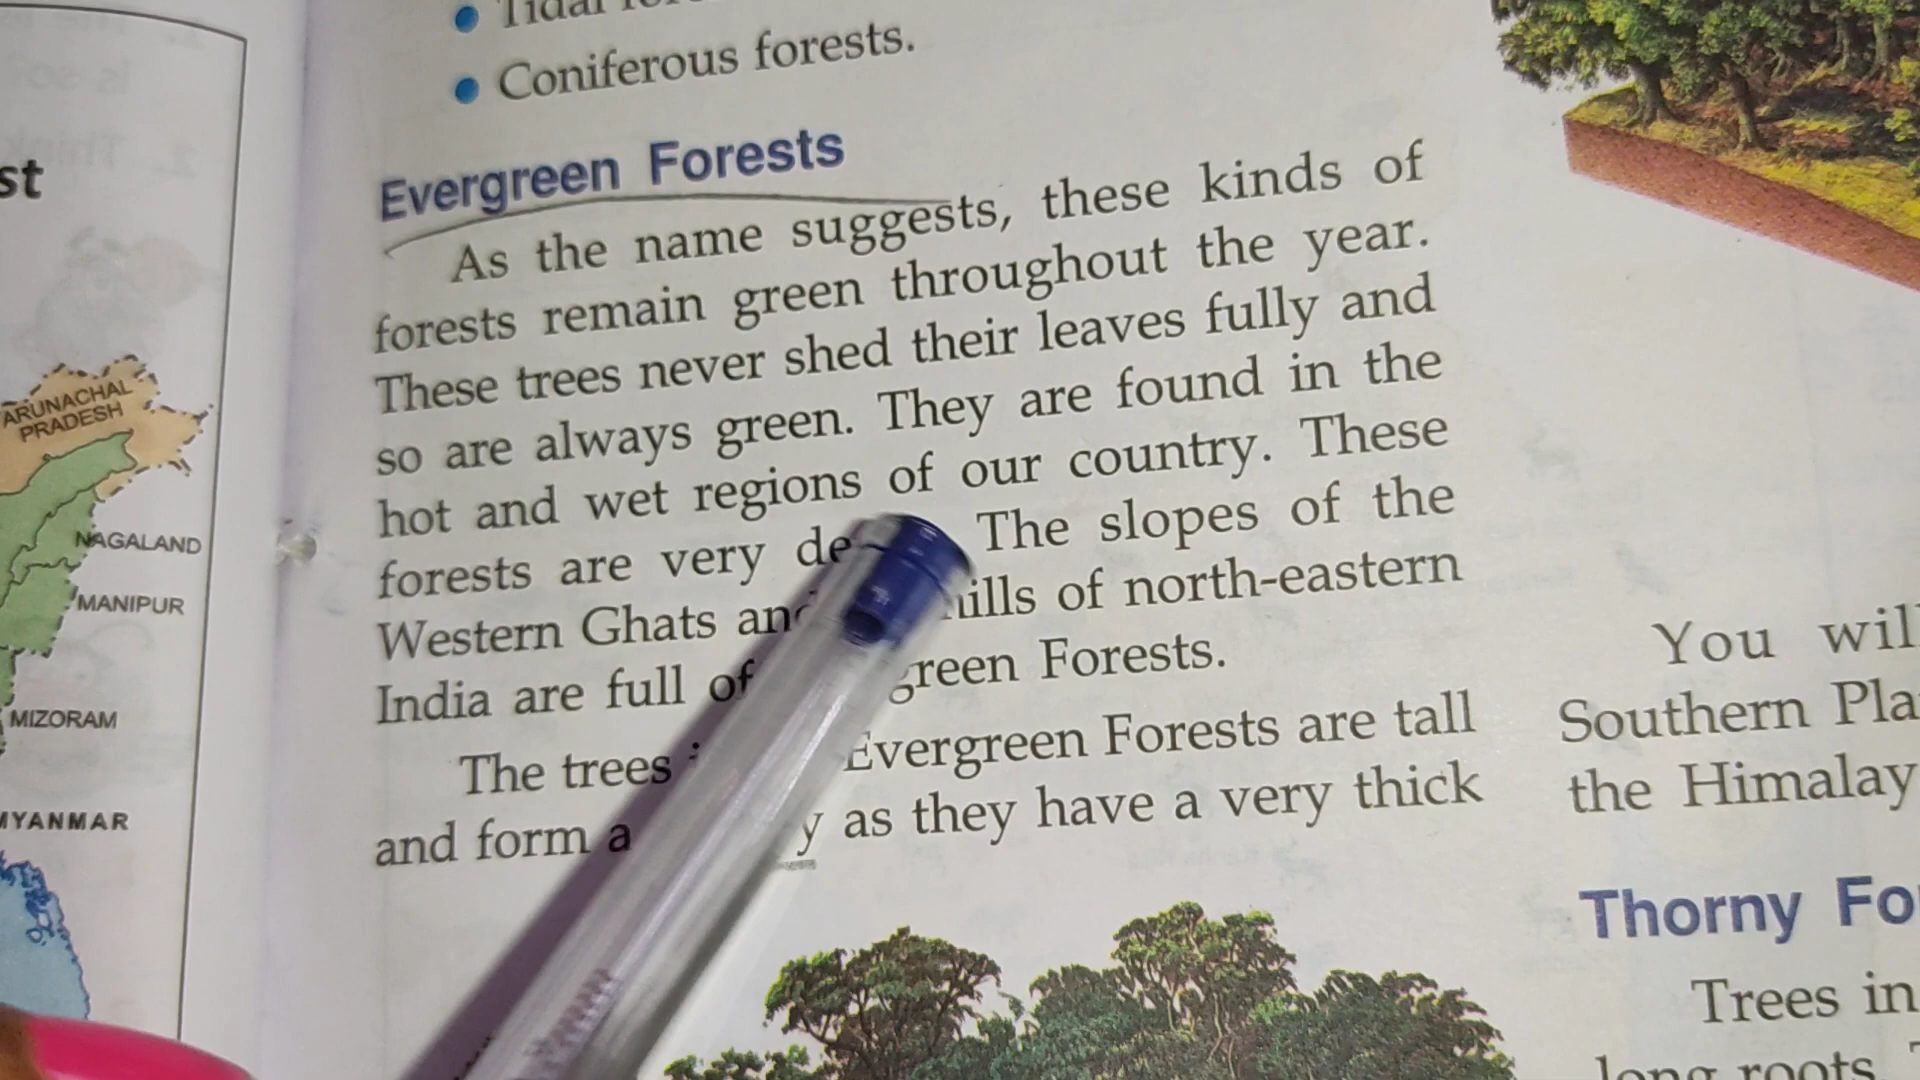 st
ARUNACHAL
PRADESH
NAGALAND
MANIPUR
MIZORAM
MYANMAR
Tidal
Coniferous forests.
Evergreen Forests
As the name suggests, these kinds of
forests remain green throughout the year.
These trees never shed their leaves fully and
so are always green. They are found in the
hot and wet regions of our country. These
forests are very The slopes of the
Western Ghats hills of north-eastern
India are full of green Forests.
The trees Evergreen Forests are tall
and form a as they have a very thick
You will
Southern Pla
the Himalay
Thorny Fo
Trees in
long roots.